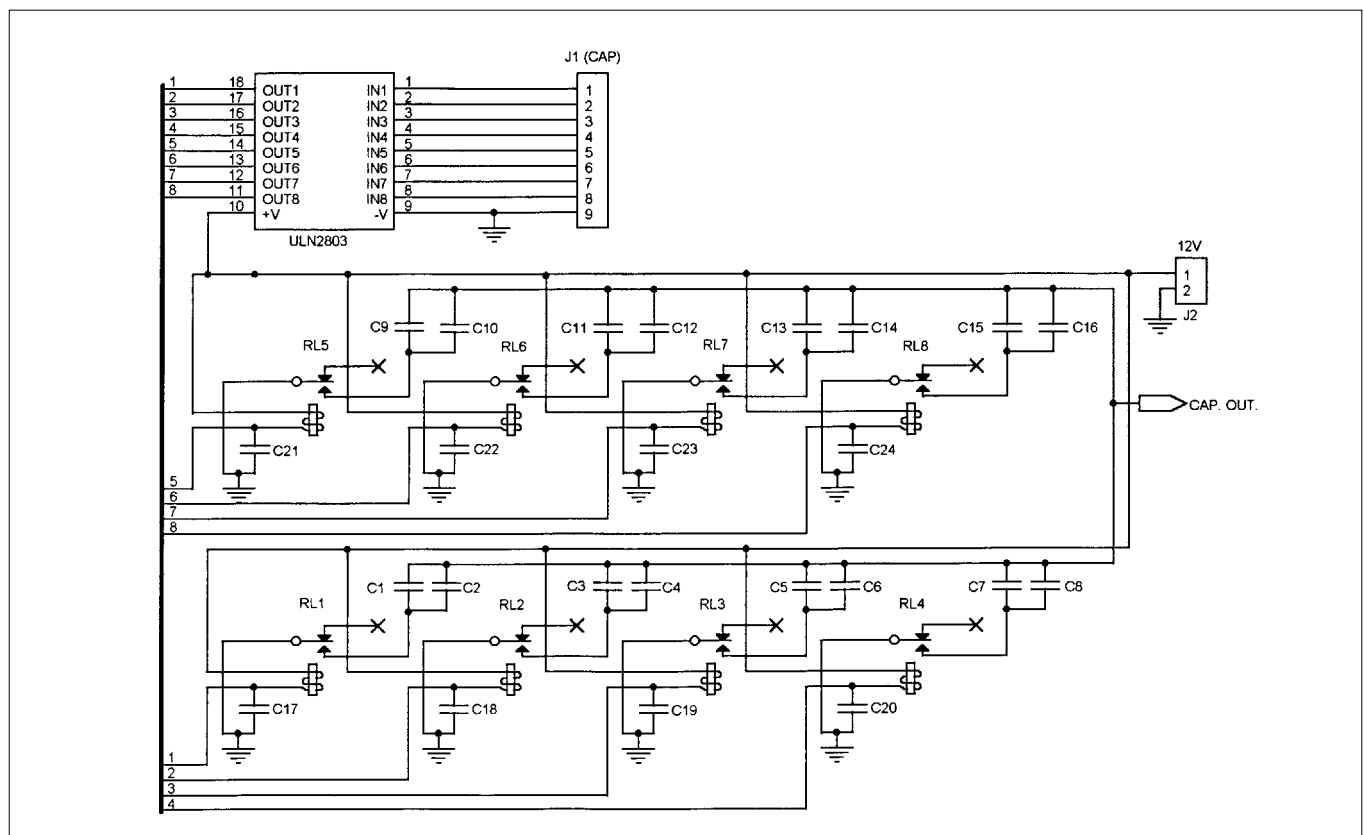 J1 (CAP)
1 18 OUT1 IN1 1 1
2 17 OUT2 IN2 2 2
3 16 OUT3 IN3 3 3
4 15 OUT4 IN4 4 4
5 14 OUT5 IN5 5 5
6 13 OUT6 IN6 6 6
7 12 OUT7 IN7 7 7
8 11 OUT8 IN8 8 8
10 +V -V 9 9
ULN2803
12V
1
2
J2
C9 C10 C11 C12 C13 C14 C15 C16
RL5 RL6 RL7 RL8
CAP. OUT.
C21 C22 C23 C24
5
6
7
8
C1 C2 C3 C4 C5 C6 C7 C8
RL1 RL2 RL3 RL4
C17 C18 C19 C20
1
2
3
4